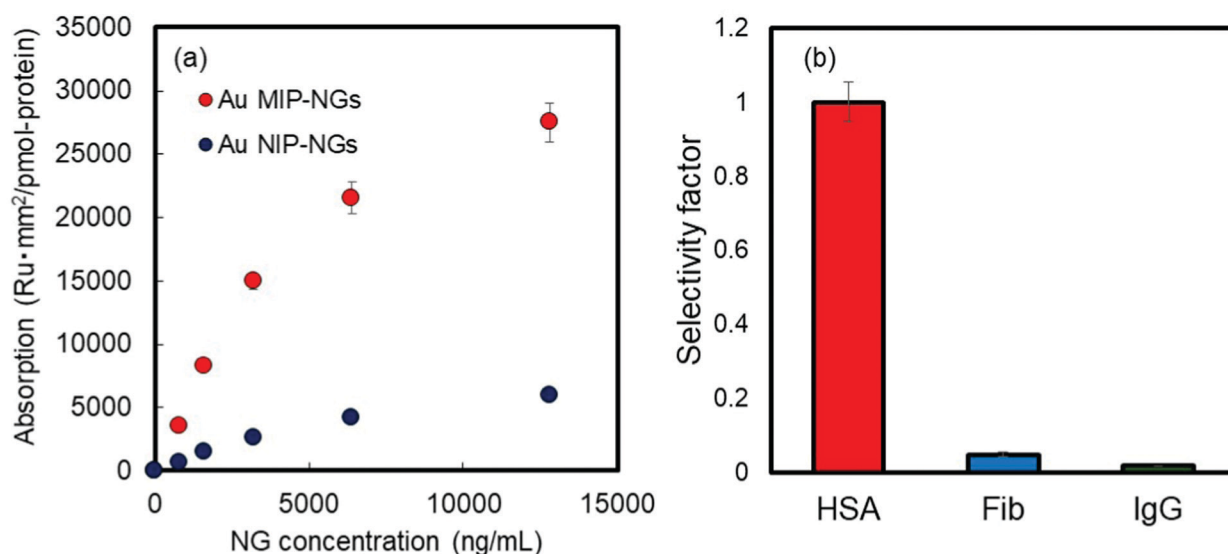 (a)
Au MIP-NGs
Au NIP-NGs
Absorption (Ru·mm²/pmol-protein)
35000
30000
25000
20000
15000
10000
5000
0
0 5000 10000 15000
NG concentration (ng/mL)
(b)
Selectivity factor
1.2
1
0.8
0.6
0.4
0.2
0
HSA Fib IgG